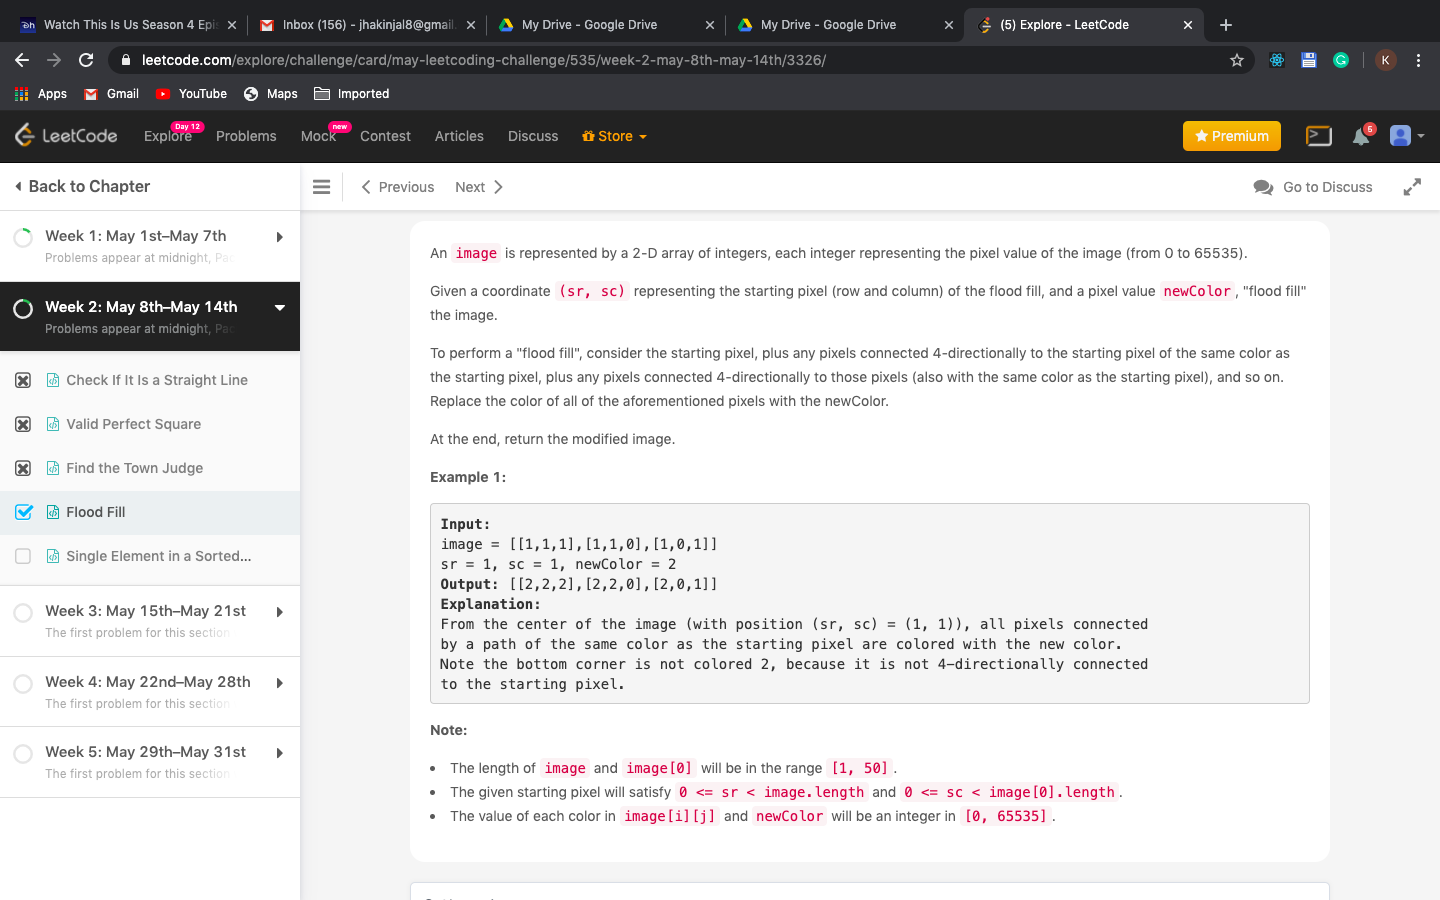 Watch This Is Us Season 4 Epi
Inbox (156) - jhakinjal8@gmail.
My Drive - Google Drive
My Drive - Google Drive
(5) Explore - LeetCode
leetcode.com/explore/challenge/card/may-leetcoding-challenge/535/week-2-may-8th-may-14th/3326/
K
Apps
Gmail
YouTube
Maps
Imported
LeetCode
Explore
Day 12
Problems
Mock
new
Contest
Articles
Discuss
Store
Premium
5
Back to Chapter
Previous
Next
Go to Discuss
Week 1: May 1st–May 7th
Problems appear at midnight, Pac
Week 2: May 8th–May 14th
Problems appear at midnight, Pac
Check If It Is a Straight Line
Valid Perfect Square
Find the Town Judge
Flood Fill
Single Element in a Sorted...
Week 3: May 15th–May 21st
The first problem for this section
Week 4: May 22nd–May 28th
The first problem for this section
Week 5: May 29th–May 31st
The first problem for this section
An image is represented by a 2-D array of integers, each integer representing the pixel value of the image (from 0 to 65535).
Given a coordinate (sr, sc) representing the starting pixel (row and column) of the flood fill, and a pixel value newColor, "flood fill"
the image.
To perform a "flood fill", consider the starting pixel, plus any pixels connected 4-directionally to the starting pixel of the same color as
the starting pixel, plus any pixels connected 4-directionally to those pixels (also with the same color as the starting pixel), and so on.
Replace the color of all of the aforementioned pixels with the newColor.
At the end, return the modified image.
Example 1:
Input:
image = [[1,1,1],[1,1,0],[1,0,1]]
sr = 1, sc = 1, newColor = 2
Output: [[2,2,2],[2,2,0],[2,0,1]]
Explanation:
From the center of the image (with position (sr, sc) = (1, 1)), all pixels connected
by a path of the same color as the starting pixel are colored with the new color.
Note the bottom corner is not colored 2, because it is not 4-directionally connected
to the starting pixel.
Note:
• The length of image and image[0] will be in the range [1, 50].
• The given starting pixel will satisfy 0 <= sr < image.length and 0 <= sc < image[0].length.
• The value of each color in image[i][j] and newColor will be an integer in [0, 65535].